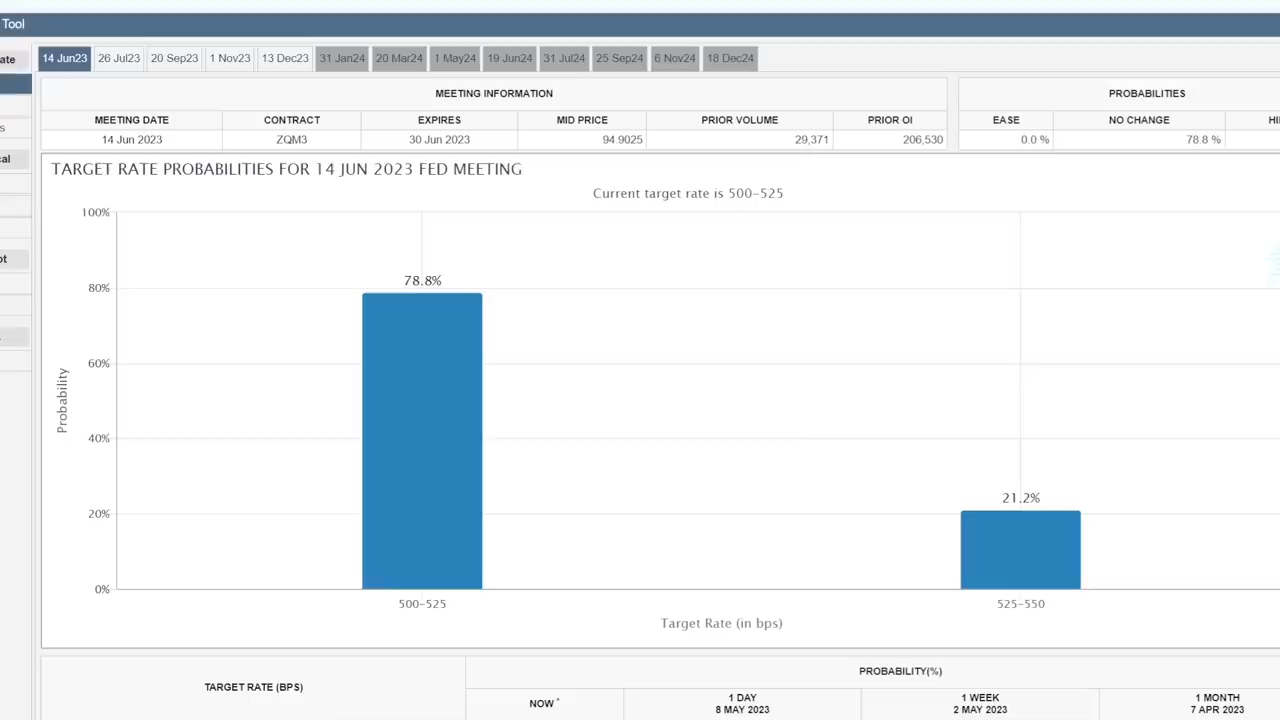 Tool
ate
s
cal
ot
14 Jun23 26 Jul23 20 Sep23 1 Nov23 13 Dec23 31 Jan24 20 Mar24 1 May24 19 Jun24 31 Jul24 25 Sep24 6 Nov24 18 Dec24
MEETING INFORMATION
MEETING DATE CONTRACT EXPIRES MID PRICE PRIOR VOLUME PRIOR OI
14 Jun 2023 ZQM3 30 Jun 2023 94.9025 29,371 206,530
PROBABILITIES
EASE NO CHANGE HI
0.0 % 78.8 %
TARGET RATE PROBABILITIES FOR 14 JUN 2023 FED MEETING
Current target rate is 500-525
100%
80%
60%
40%
20%
0%
Probability
78.8%
21.2%
500-525 525-550
Target Rate (in bps)
TARGET RATE (BPS)
PROBABILITY(%)
NOW *
1 DAY
8 MAY 2023
1 WEEK
2 MAY 2023
1 MONTH
7 APR 2023